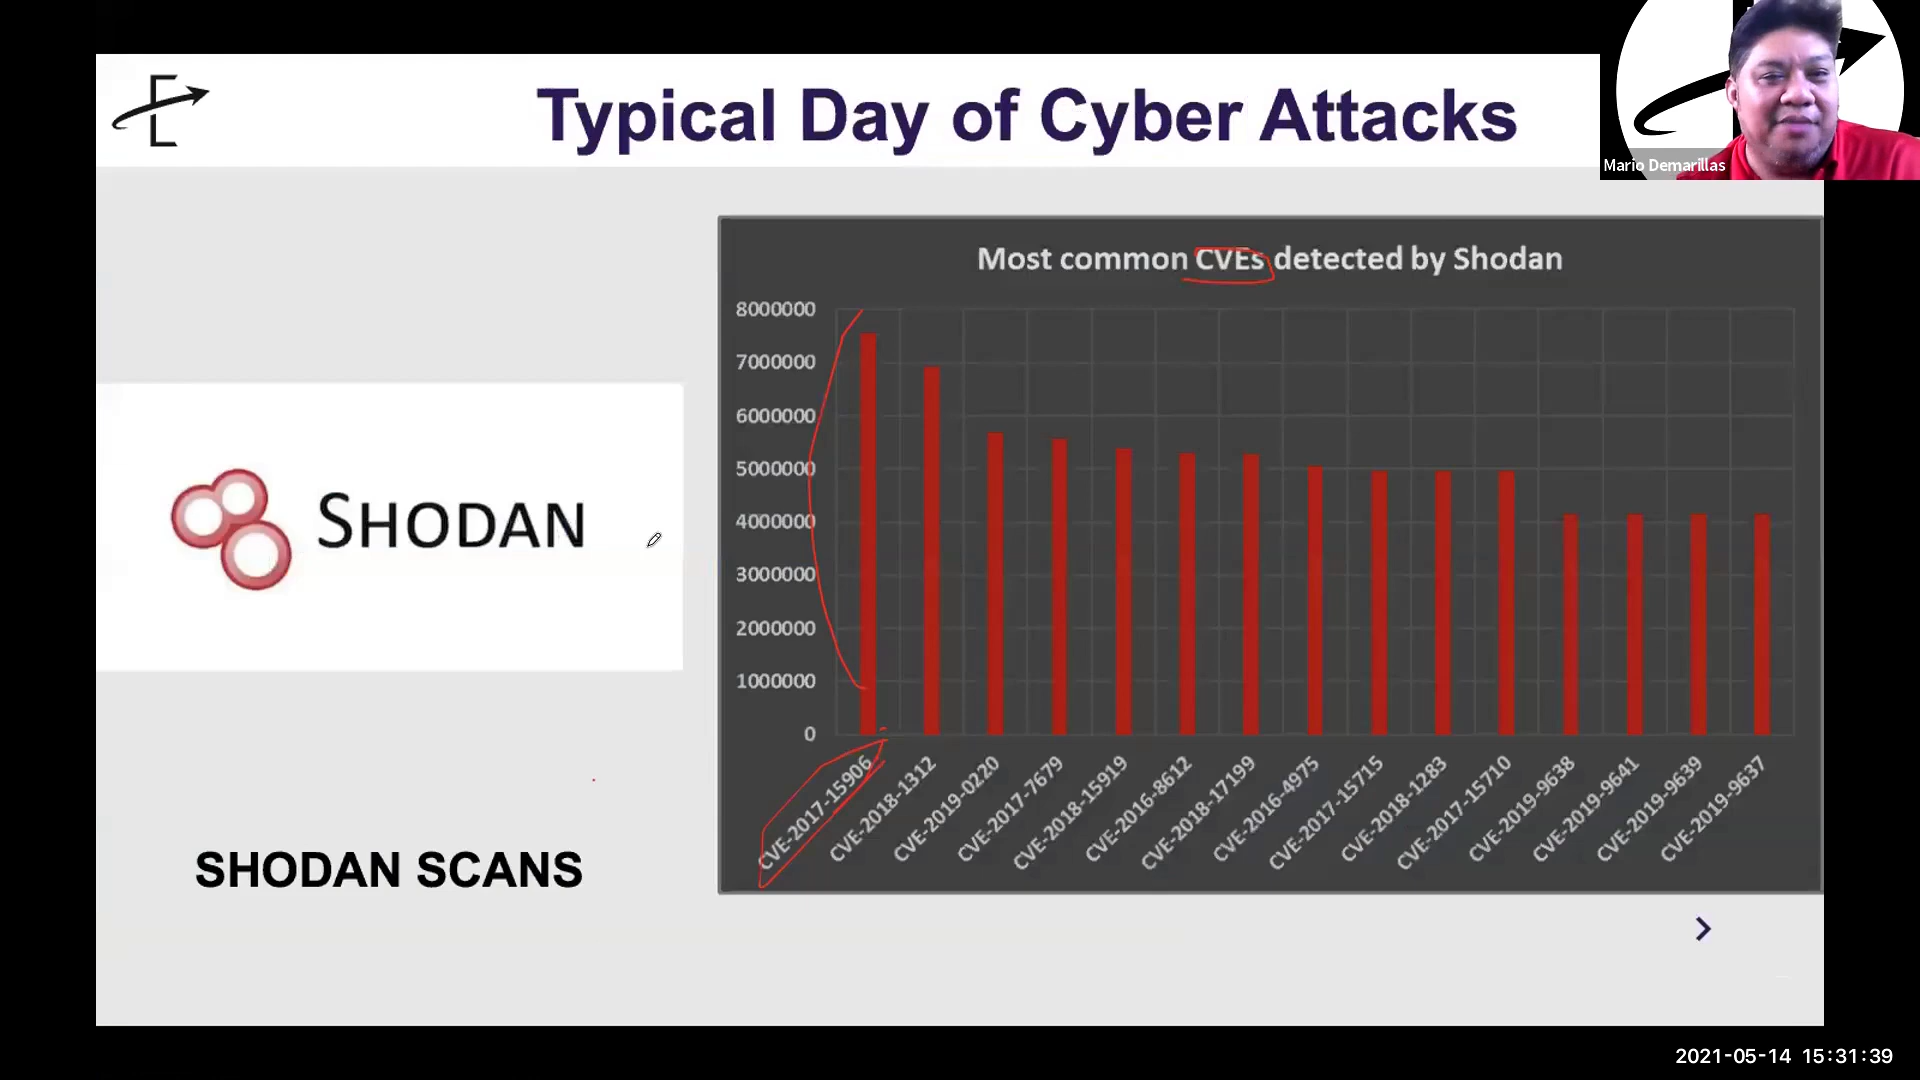 Typical Day of Cyber Attacks
Mario Demarillas
Most common CVEs detected by Shodan
8000000
7000000
6000000
5000000
4000000
3000000
2000000
1000000
0
CVE-2017-15906
CVE-2018-1312
CVE-2019-0220
CVE-2017-7679
CVE-2018-15919
CVE-2016-8612
CVE-2018-17199
CVE-2016-4975
CVE-2017-15715
CVE-2018-1283
CVE-2017-15710
CVE-2019-9638
CVE-2019-9641
CVE-2019-9639
CVE-2019-9637
SHODAN
SHODAN SCANS
2021-05-14 15:31:39